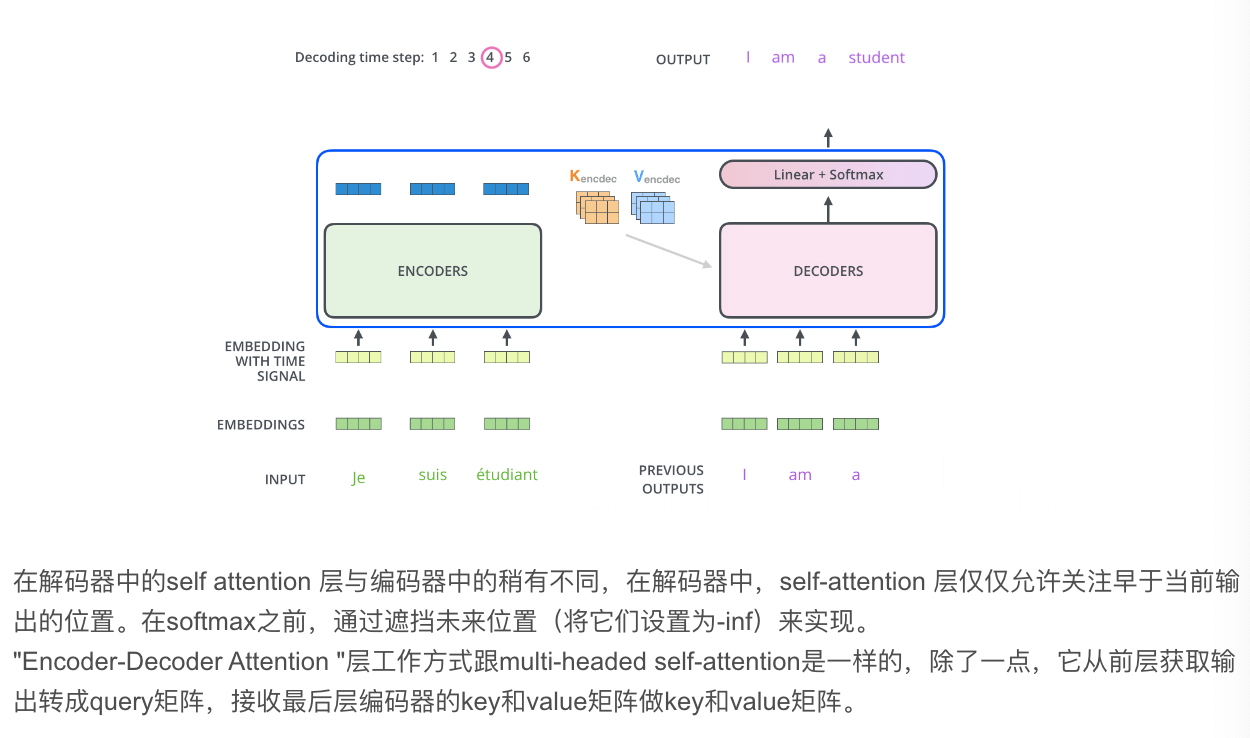 Decoding time step: 1 2 3 4 5 6
OUTPUT I am a student
Kencdec Vencdec
Linear + Softmax
ENCODERS
DECODERS
EMBEDDING
WITH TIME
SIGNAL
EMBEDDINGS
INPUT Je suis étudiant
PREVIOUS
OUTPUTS
I am a
在解码器中的self attention 层与编码器中的稍有不同，在解码器中，self-attention 层仅仅允许关注早于当前输
出的位置。在softmax之前，通过遮挡未来位置（将它们设置为-inf）来实现。
"Encoder-Decoder Attention "层工作方式跟multi-headed self-attention是一样的，除了一点，它从前层获取输
出转成query矩阵，接收最后层编码器的key和value矩阵做key和value矩阵。